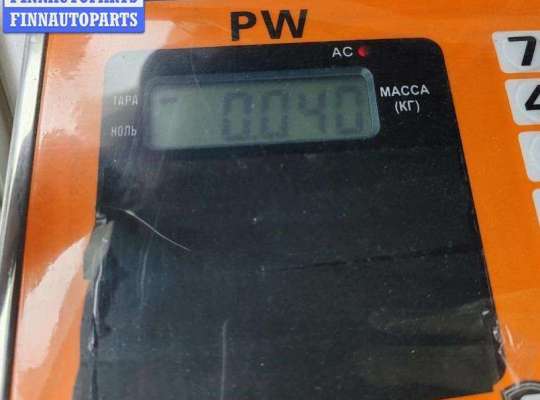 FINNAUTOPARTS
PW
AC
7
ТАРА
0.040
МАССА
(КГ)
4
НОЛЬ